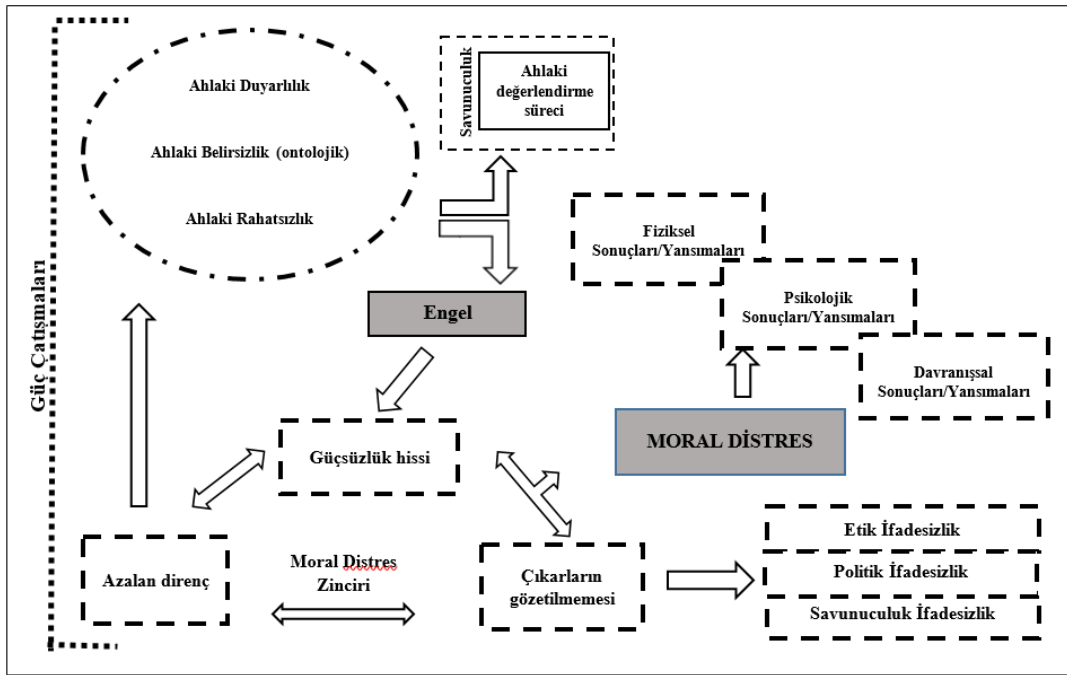 Güç Çatışmaları
Ahlaki Duyarlılık
Ahlaki Belirsizlik (ontolojik)
Ahlaki Rahatsızlık
Savunuculuk
Ahlaki
değerlendirme
süreci
Engel
Fiziksel
Sonuçları/Yansımaları
Psikolojik
Sonuçları/Yansımaları
Davranışsal
Sonuçları/Yansımaları
MORAL DİSTRES
Güçsüzlük hissi
Azalan direnç
Moral Distres
Zinciri
Çıkarların
gözetilmemesi
Etik İfadesizlik
Politik İfadesizlik
Savunuculuk İfadesizlik